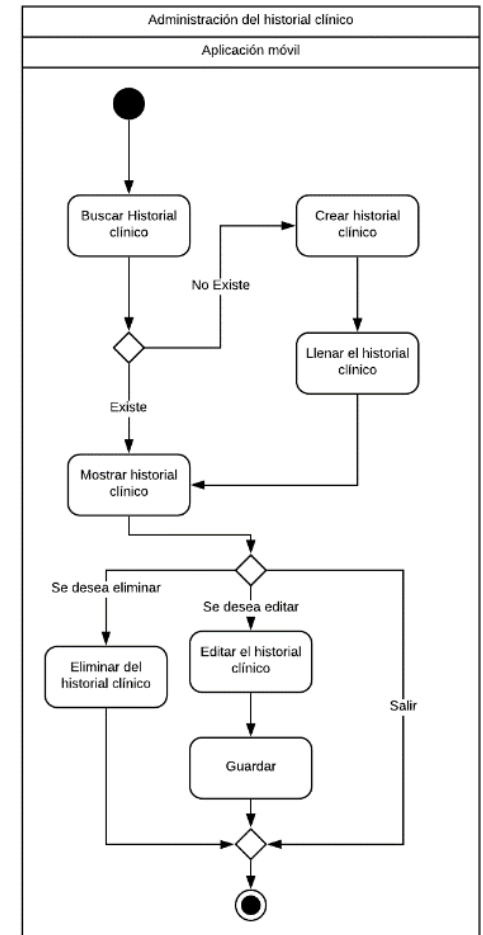 Administración del historial clínico
Aplicación móvil
Buscar Historial
clínico
Crear historial
clínico
No Existe
Llenar el historial
clínico
Existe
Mostrar historial
clínico
Se desea eliminar
Se desea editar
Eliminar del
historial clínico
Editar el historial
clínico
Salir
Guardar